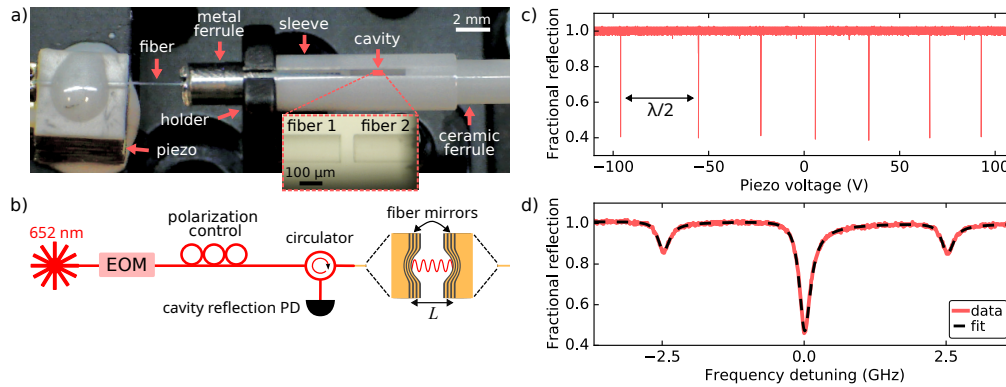 a)
metal
ferrule
sleeve
cavity
2 mm
fiber
holder
fiber 1
fiber 2
100 µm
ceramic
ferrule
piezo
b)
652 nm
EOM
polarization
control
circulator
fiber mirrors
cavity reflection PD
L
c)
Fractional reflection
1.0
0.8
0.6
0.4
λ/2
−100
−50
0
50
100
Piezo voltage (V)
d)
Fractional reflection
1.0
0.8
1.0
0.4
data
fit
−2.5
0.0
2.5
Frequency detuning (GHz)